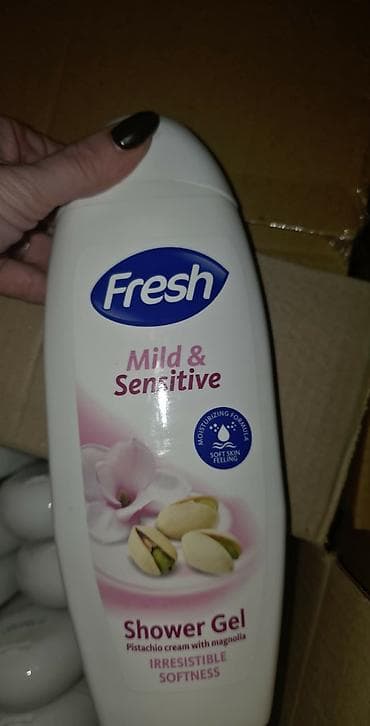 Fresh
Mild &
Sensitive
MOISTURIZING FORMULA
SOFT SKIN
FEELING
Shower Gel
Pistachio cream with magnolia
IRRESISTIBLE
SOFTNESS